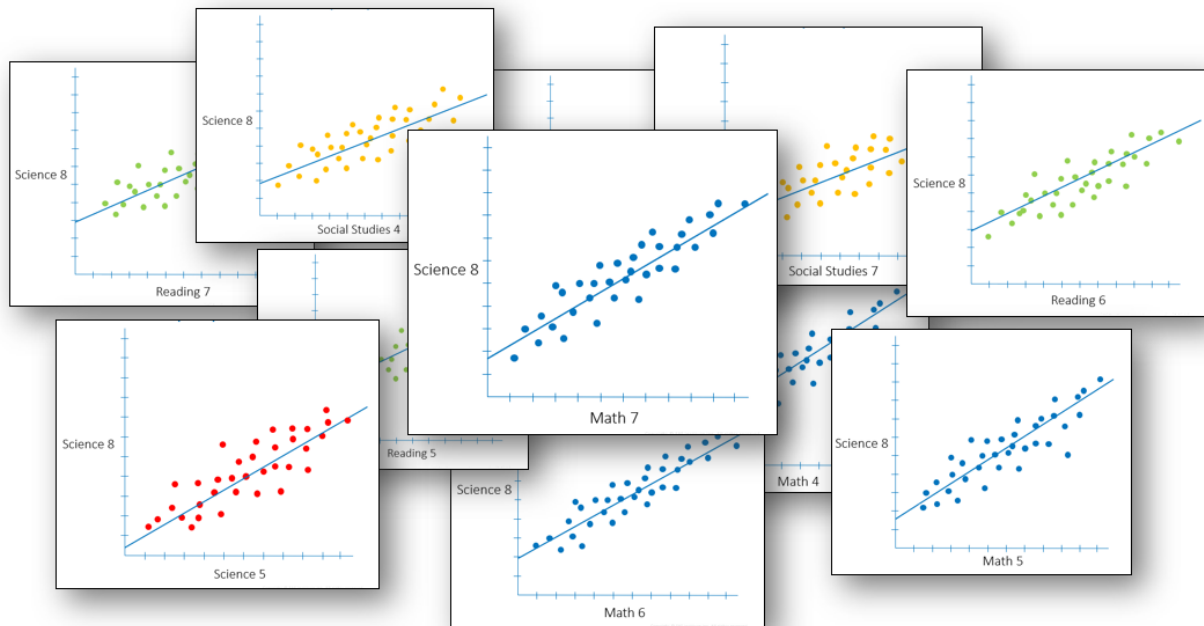 Science 8
Social Studies 4
Science 8
Reading 7
Science 8
Math 7
Social Studies 7
Science 8
Reading 6
Science 8
Science 5
Reading 5
Science 8
Math 6
Math 4
Science 8
Math 5